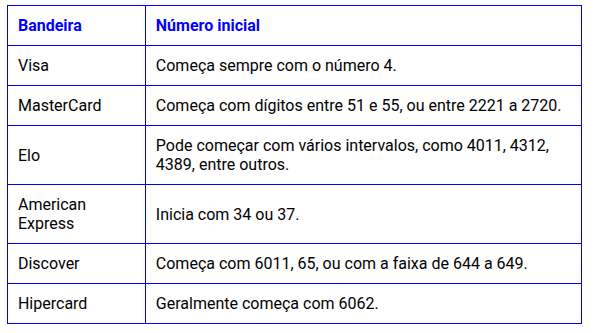 Bandeira Número inicial
Visa Começa sempre com o número 4.
MasterCard Começa com dígitos entre 51 e 55, ou entre 2221 a 2720.
Elo Pode começar com vários intervalos, como 4011, 4312,
4389, entre outros.
American
Express Inicia com 34 ou 37.
Discover Começa com 6011, 65, ou com a faixa de 644 a 649.
Hipercard Geralmente começa com 6062.